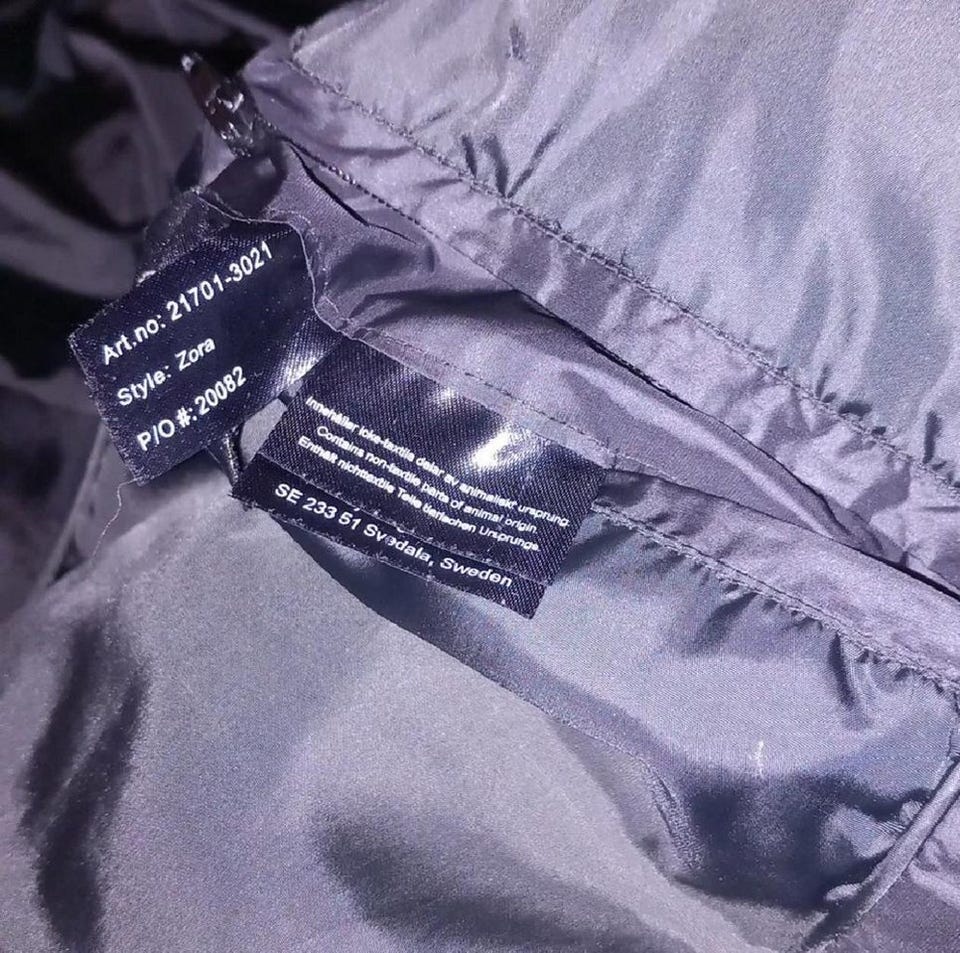 Art.no: 21701-3021
Style: Zora
P/O #: 20082
Innehåller icke-textila delar av animaliskt ursprung.
Contains non-textile parts of animal origin
Enthält nichttextile Teile tierischen Ursprungs.
SE 233 51 Svedala, Sweden